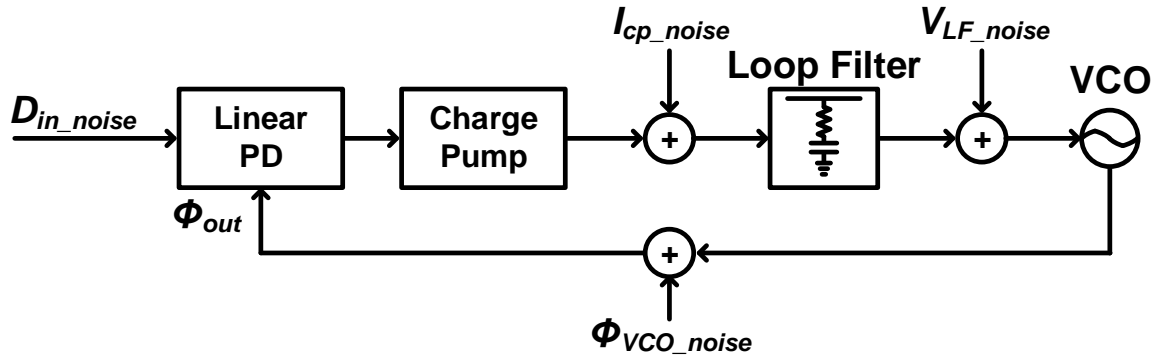 I_cp_noise
V_LF_noise
Loop Filter
VCO
D_in_noise
Linear
PD
Charge
Pump
+
+
Φ_out
+
Φ_VCO_noise